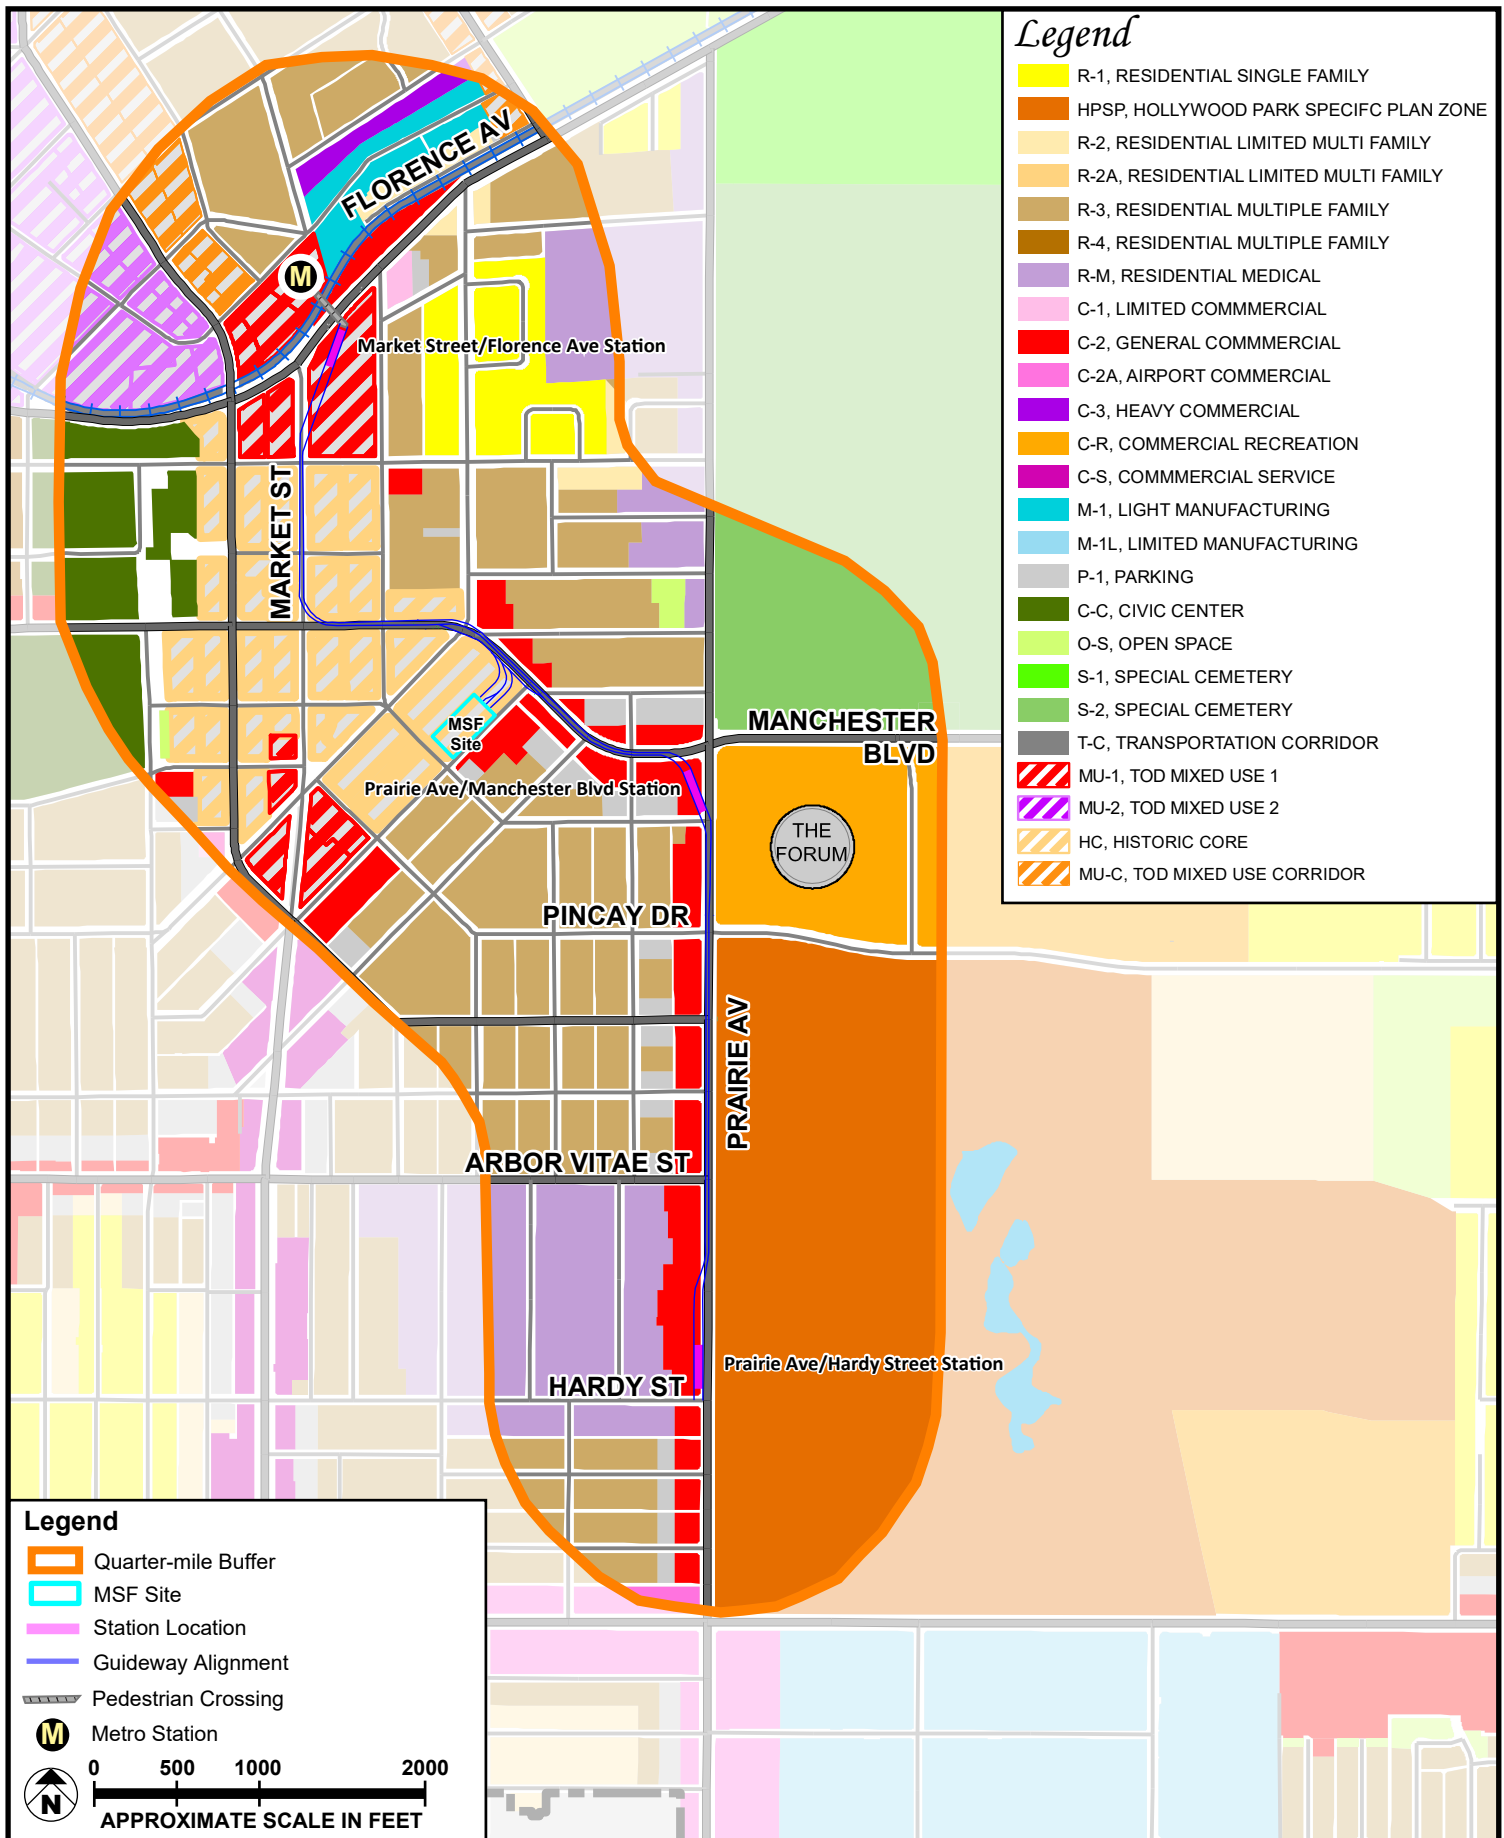 Legend
R-1, RESIDENTIAL SINGLE FAMILY
HPSP, HOLLYWOOD PARK SPECIFC PLAN ZONE
R-2, RESIDENTIAL LIMITED MULTI FAMILY
R-2A, RESIDENTIAL LIMITED MULTI FAMILY
R-3, RESIDENTIAL MULTIPLE FAMILY
R-4, RESIDENTIAL MULTIPLE FAMILY
R-M, RESIDENTIAL MEDICAL
C-1, LIMITED COMMMERCIAL
C-2, GENERAL COMMMERCIAL
C-2A, AIRPORT COMMERCIAL
C-3, HEAVY COMMERCIAL
C-R, COMMERCIAL RECREATION
C-S, COMMMERCIAL SERVICE
M-1, LIGHT MANUFACTURING
M-1L, LIMITED MANUFACTURING
P-1, PARKING
C-C, CIVIC CENTER
O-S, OPEN SPACE
S-1, SPECIAL CEMETERY
S-2, SPECIAL CEMETERY
T-C, TRANSPORTATION CORRIDOR
MU-1, TOD MIXED USE 1
MU-2, TOD MIXED USE 2
HC, HISTORIC CORE
MU-C, TOD MIXED USE CORRIDOR
FLORENCE AV
M
Market Street/Florence Ave Station
MARKET ST
MSF
Site
MANCHESTER
BLVD
Prairie Ave/Manchester Blvd Station
THE
FORUM
PINCAY DR
PRAIRIE AV
ARBOR VITAE ST
Prairie Ave/Hardy Street Station
HARDY ST
Legend
Quarter-mile Buffer
MSF Site
Station Location
Guideway Alignment
Pedestrian Crossing
M Metro Station
0 500 1000 2000
N
APPROXIMATE SCALE IN FEET